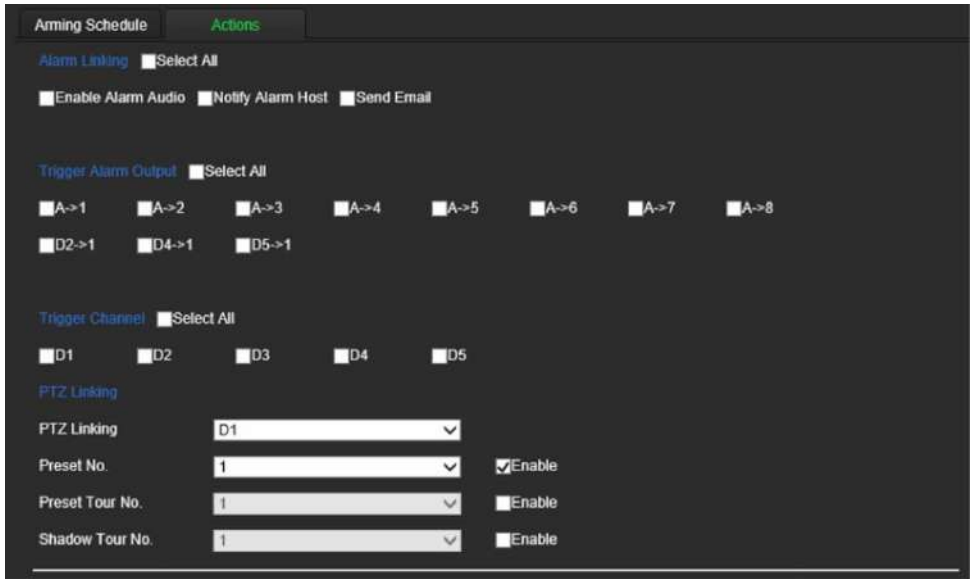 Arming Schedule Actions
Alarm Linking Select All
Enable Alarm Audio Notify Alarm Host Send Email
Trigger Alarm Output Select All
A->1 A->2 A->3 A->4 A->5 A->6 A->7 A->8
D2->1 D4->1 D5->1
Trigger Channel Select All
D1 D2 D3 D4 D5
PTZ Linking
PTZ Linking D1
Preset No. 1 Enable
Preset Tour No. 1 Enable
Shadow Tour No. 1 Enable